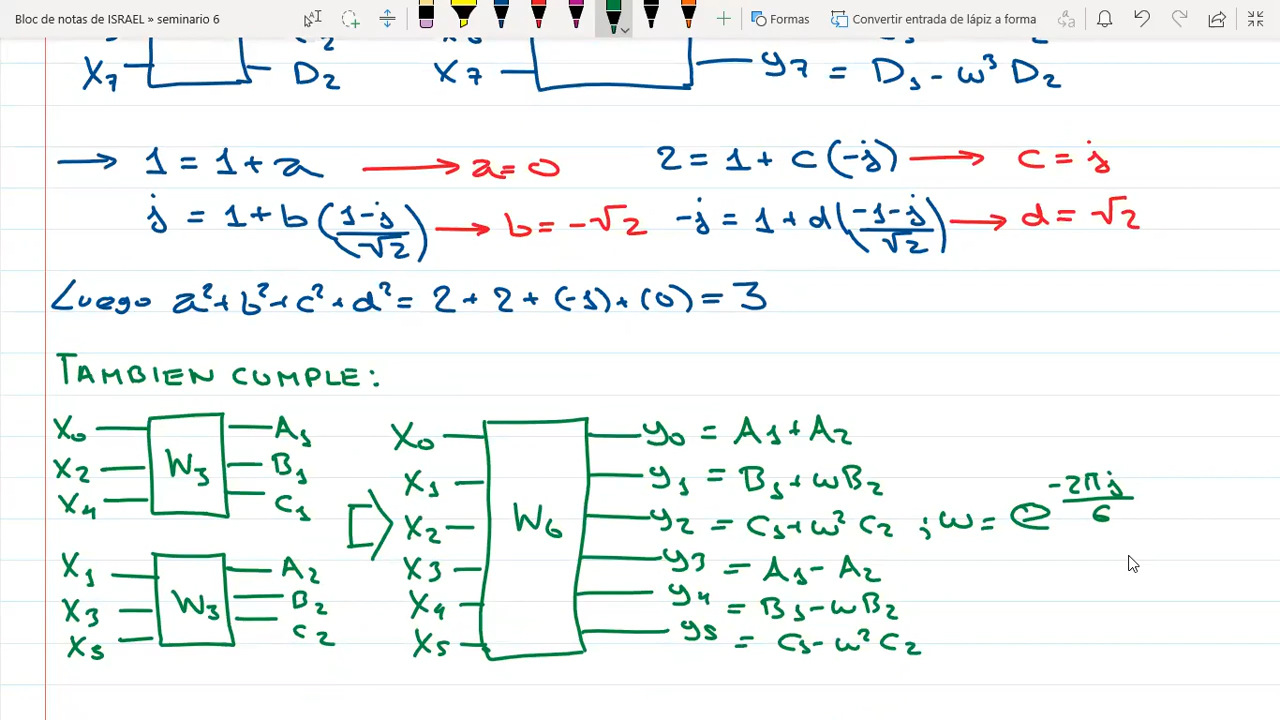 Bloc de notas de ISRAEL » seminario 6
Formas
Convertir entrada de lápiz a forma
X7 D2 X7 y7 = D1 - ω³ D2
→ 1 = 1 + a → a = 0 2 = 1 + c(-j) → c = j
j = 1 + b((1-j)/√2) → b = -√2 -j = 1 + d((-1-j)/√2) → d = √2
Luego a² + b² + c² + d² = 2 + 2 + (-1) + (0) = 3
TAMBIEN CUMPLE:
X0 W3 A1
X2 B1
X4 C1
X1 W3 A2
X3 B2
X5 C2
X0 W6 y0 = A1 + A2
X1 y1 = B1 + ωB2
X2 y2 = C1 + ω² C2 ; ω = e^(-2πj/6)
X3 y3 = A1 - A2
X4 y4 = B1 - ωB2
X5 y5 = C1 - ω² C2